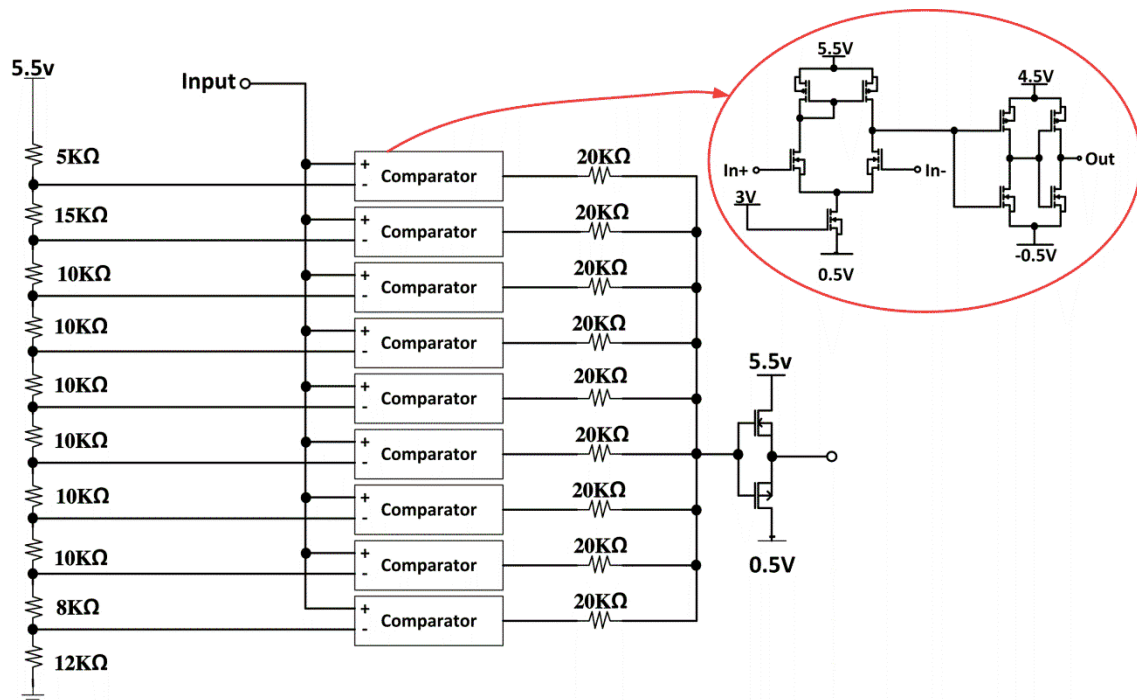 5.5V
5.5v
4.5V
Input
5KΩ
+
-
Comparator
20KΩ
In+
In-
Out
15KΩ
+
-
Comparator
20KΩ
3V
10KΩ
+
-
Comparator
20KΩ
0.5V
-0.5V
10KΩ
+
-
Comparator
20KΩ
10KΩ
+
-
Comparator
20KΩ
5.5v
10KΩ
+
-
Comparator
20KΩ
10KΩ
+
-
Comparator
20KΩ
10KΩ
+
-
Comparator
20KΩ
0.5V
8KΩ
+
-
Comparator
20KΩ
12KΩ